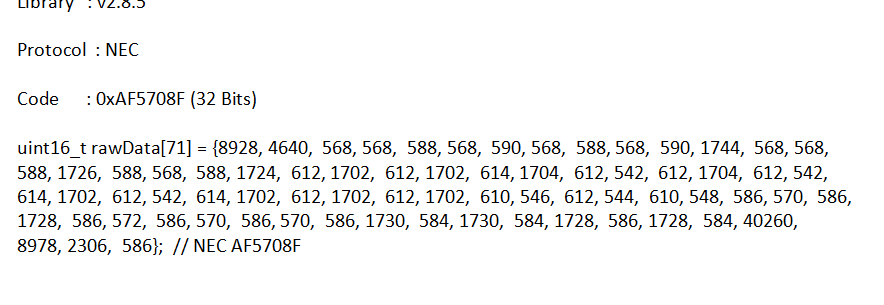 Library : v2.8.5
Protocol : NEC
Code : 0xAF5708F (32 Bits)
uint16_t rawData[71] = {8928, 4640, 568, 568, 588, 568, 590, 568, 588, 568, 590, 1744, 568, 568,
588, 1726, 588, 568, 588, 1724, 612, 1702, 612, 1702, 614, 1704, 612, 542, 612, 1704, 612, 542,
614, 1702, 612, 542, 614, 1702, 612, 1702, 612, 1702, 610, 546, 612, 544, 610, 548, 586, 570, 586,
1728, 586, 572, 586, 570, 586, 570, 586, 1730, 584, 1730, 584, 1728, 586, 1728, 584, 40260,
8978, 2306, 586}; // NEC AF5708F